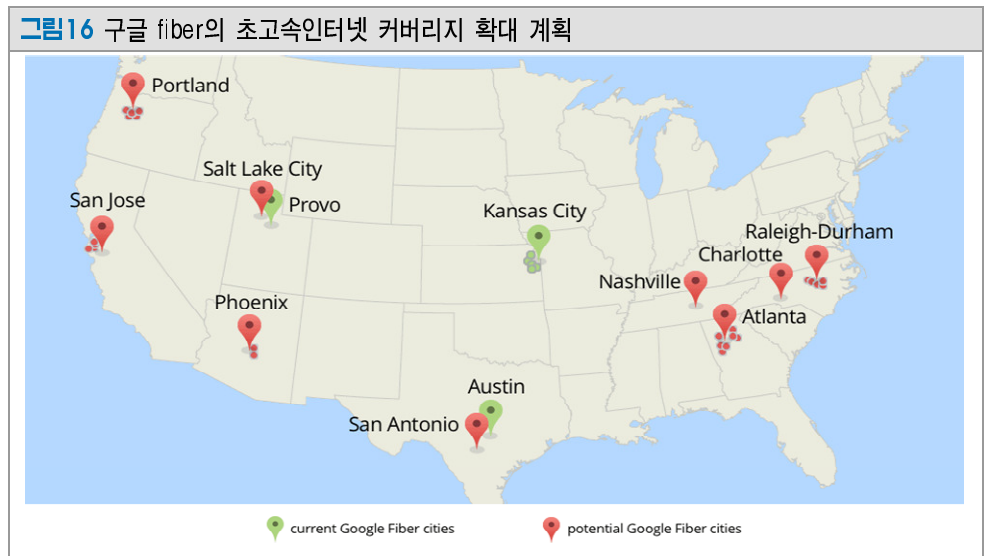 그림16 구글 fiber의 초고속인터넷 커버리지 확대 계획
Portland
Salt Lake City
San Jose
Provo
Kansas City
Raleigh-Durham
Charlotte
Nashville
Phoenix
Atlanta
Austin
San Antonio
current Google Fiber cities
potential Google Fiber cities